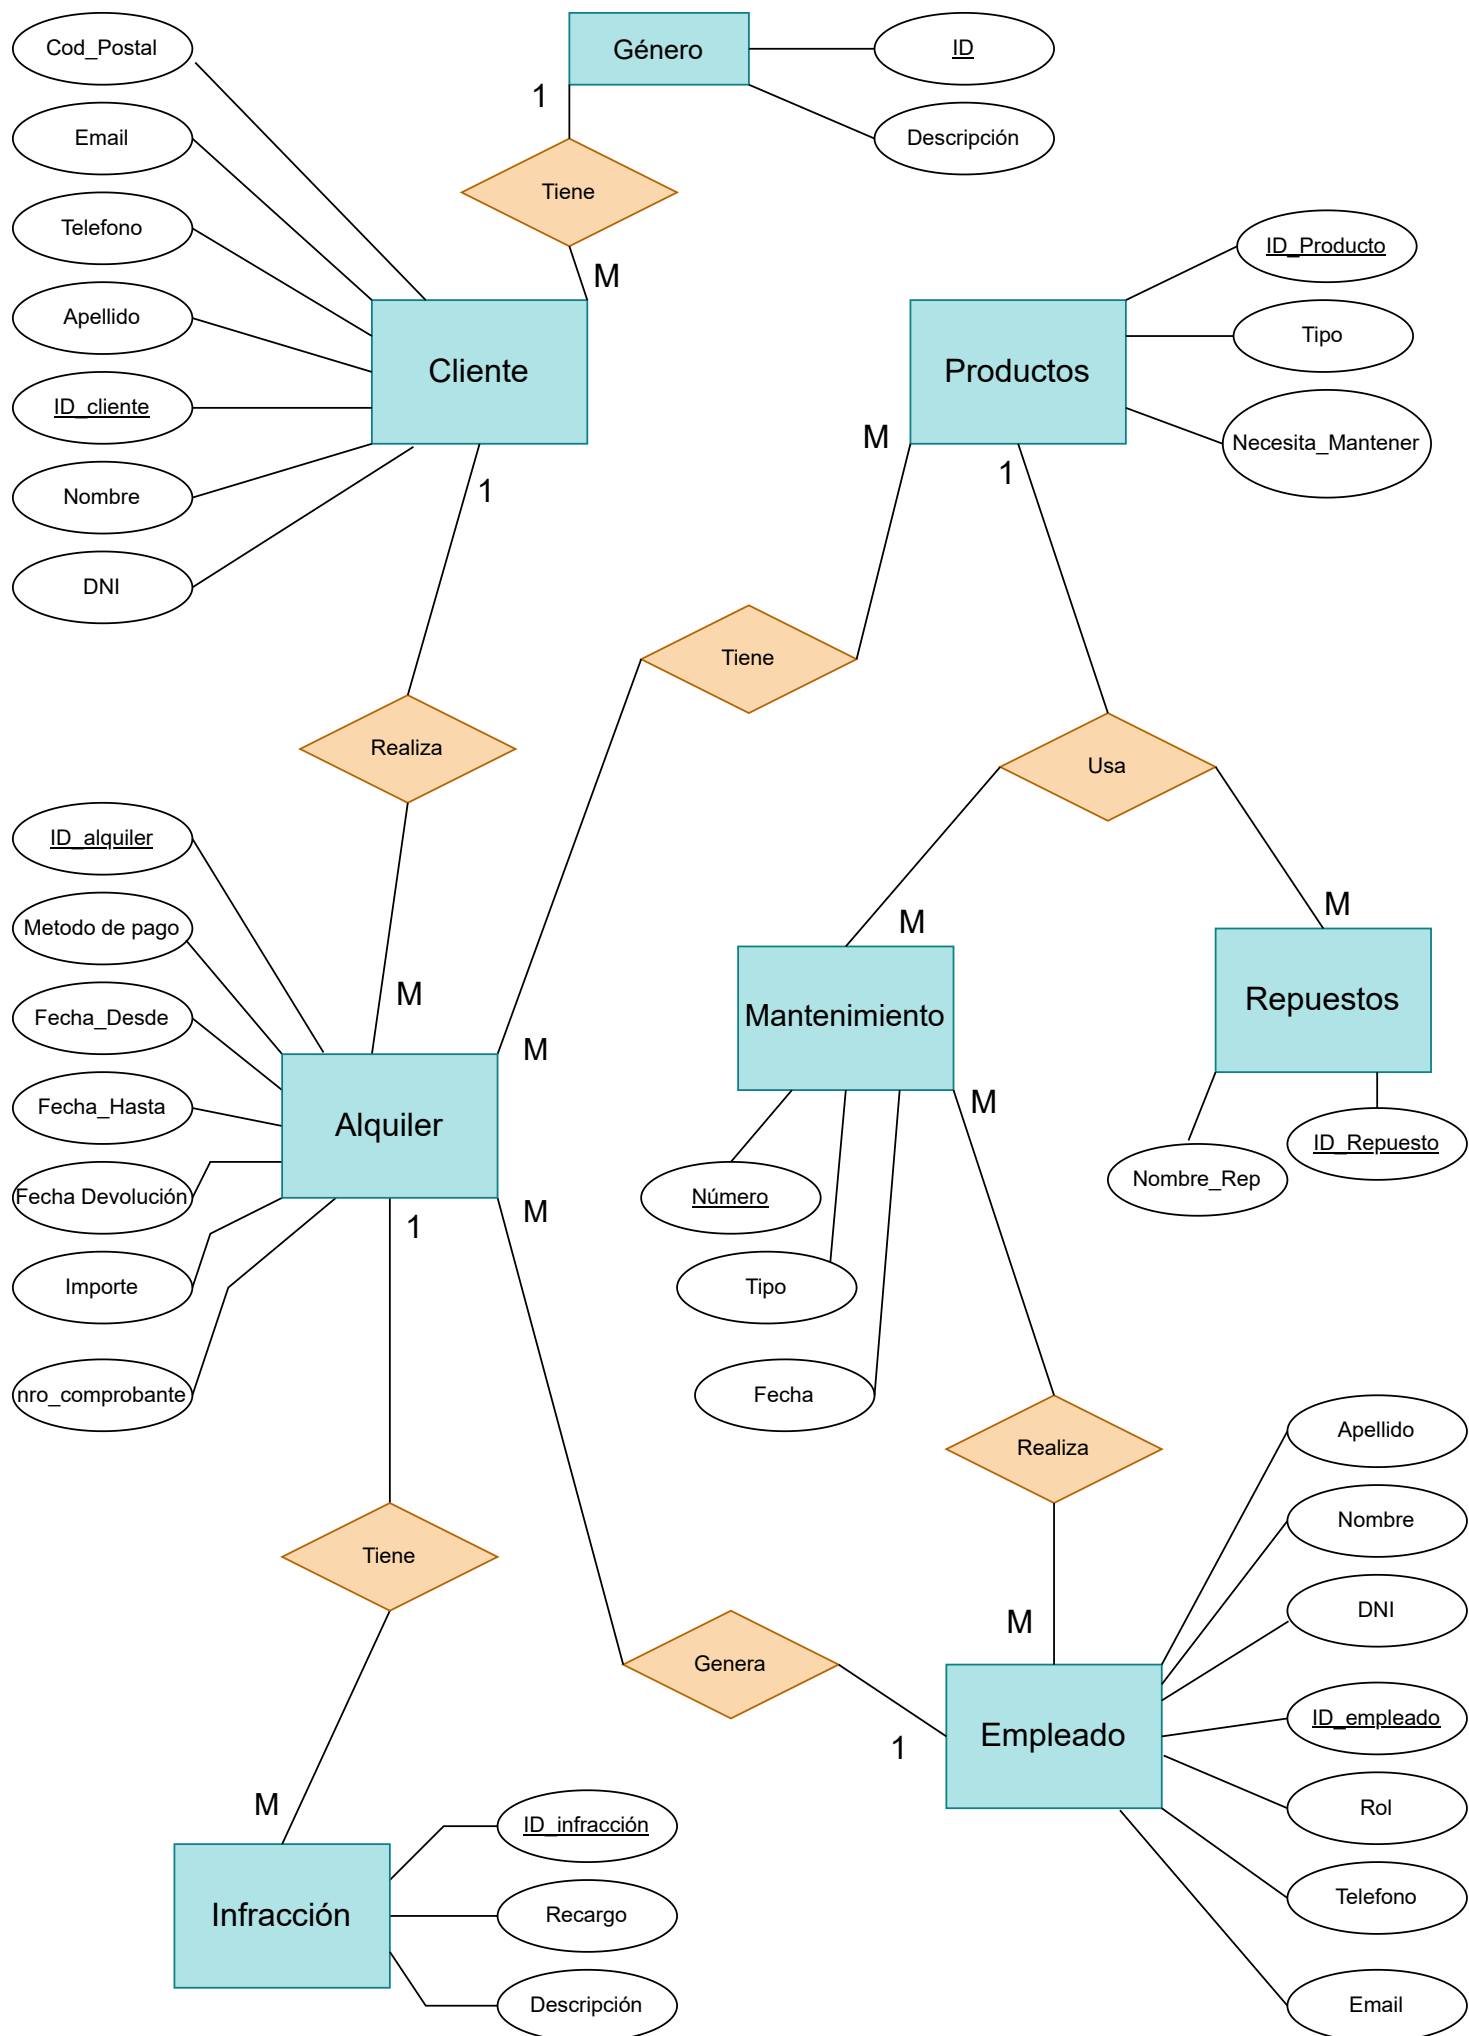 Cod_Postal
Género
ID
1
Email
Descripción
Tiene
Telefono
ID_Producto
M
Apellido
Tipo
Cliente
Productos
ID_cliente
M
Necesita_Mantener
1
1
Nombre
DNI
Tiene
Realiza
Usa
ID_alquiler
M
M
Metodo de pago
M
Fecha_Desde
Mantenimiento
Repuestos
M
Fecha_Hasta
M
Alquiler
ID_Repuesto
Nombre_Rep
Fecha Devolución
Número
1
M
Importe
Tipo
nro_comprobante
Fecha
Apellido
Realiza
Nombre
Tiene
DNI
M
Genera
ID_empleado
Empleado
1
M
Rol
ID_infracción
Telefono
Infracción
Recargo
Descripción
Email